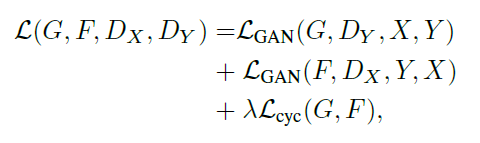 ℒ(G, F, D_X, D_Y) = ℒ_GAN(G, D_Y, X, Y)
+ ℒ_GAN(F, D_X, Y, X)
+ λℒ_cyc(G, F),